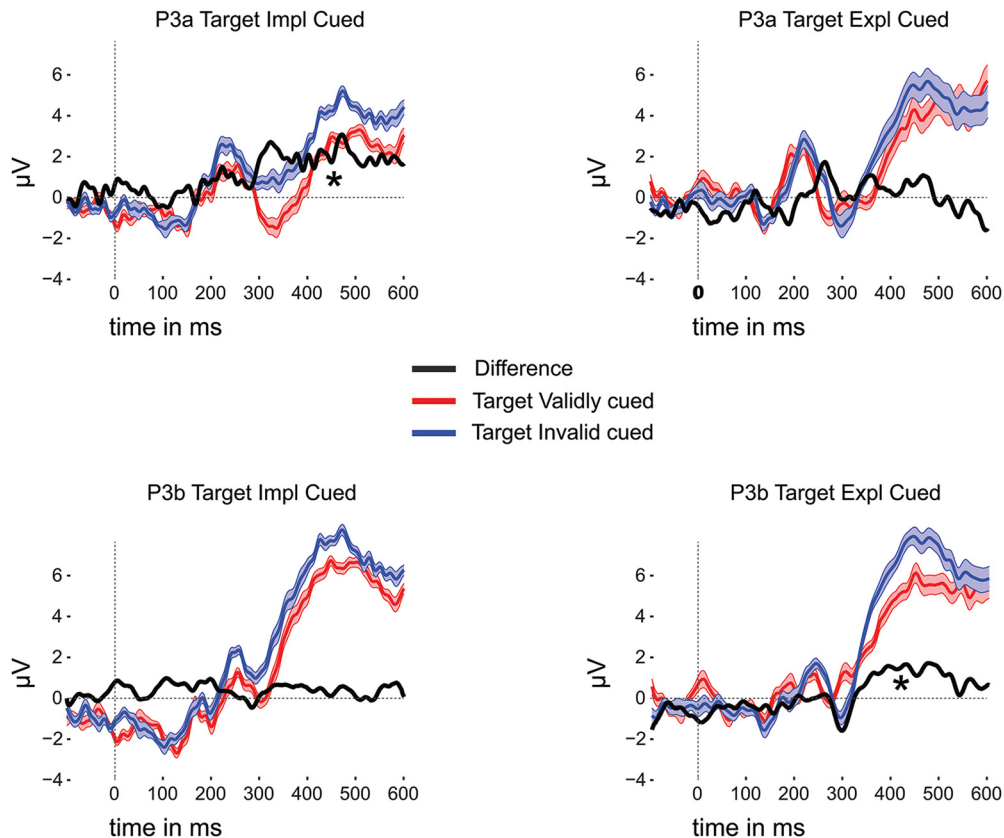 P3a Target Impl Cued
P3a Target Expl Cued
6
4
2
0
−2
−4
µV
0 100 200 300 400 500 600
time in ms
*
6
4
2
0
−2
−4
µV
0 100 200 300 400 500 600
time in ms
Difference
Target Validly cued
Target Invalid cued
P3b Target Impl Cued
P3b Target Expl Cued
6
4
2
0
−2
−4
µV
0 100 200 300 400 500 600
time in ms
6
4
2
0
−2
−4
µV
*
0 100 200 300 400 500 600
time in ms